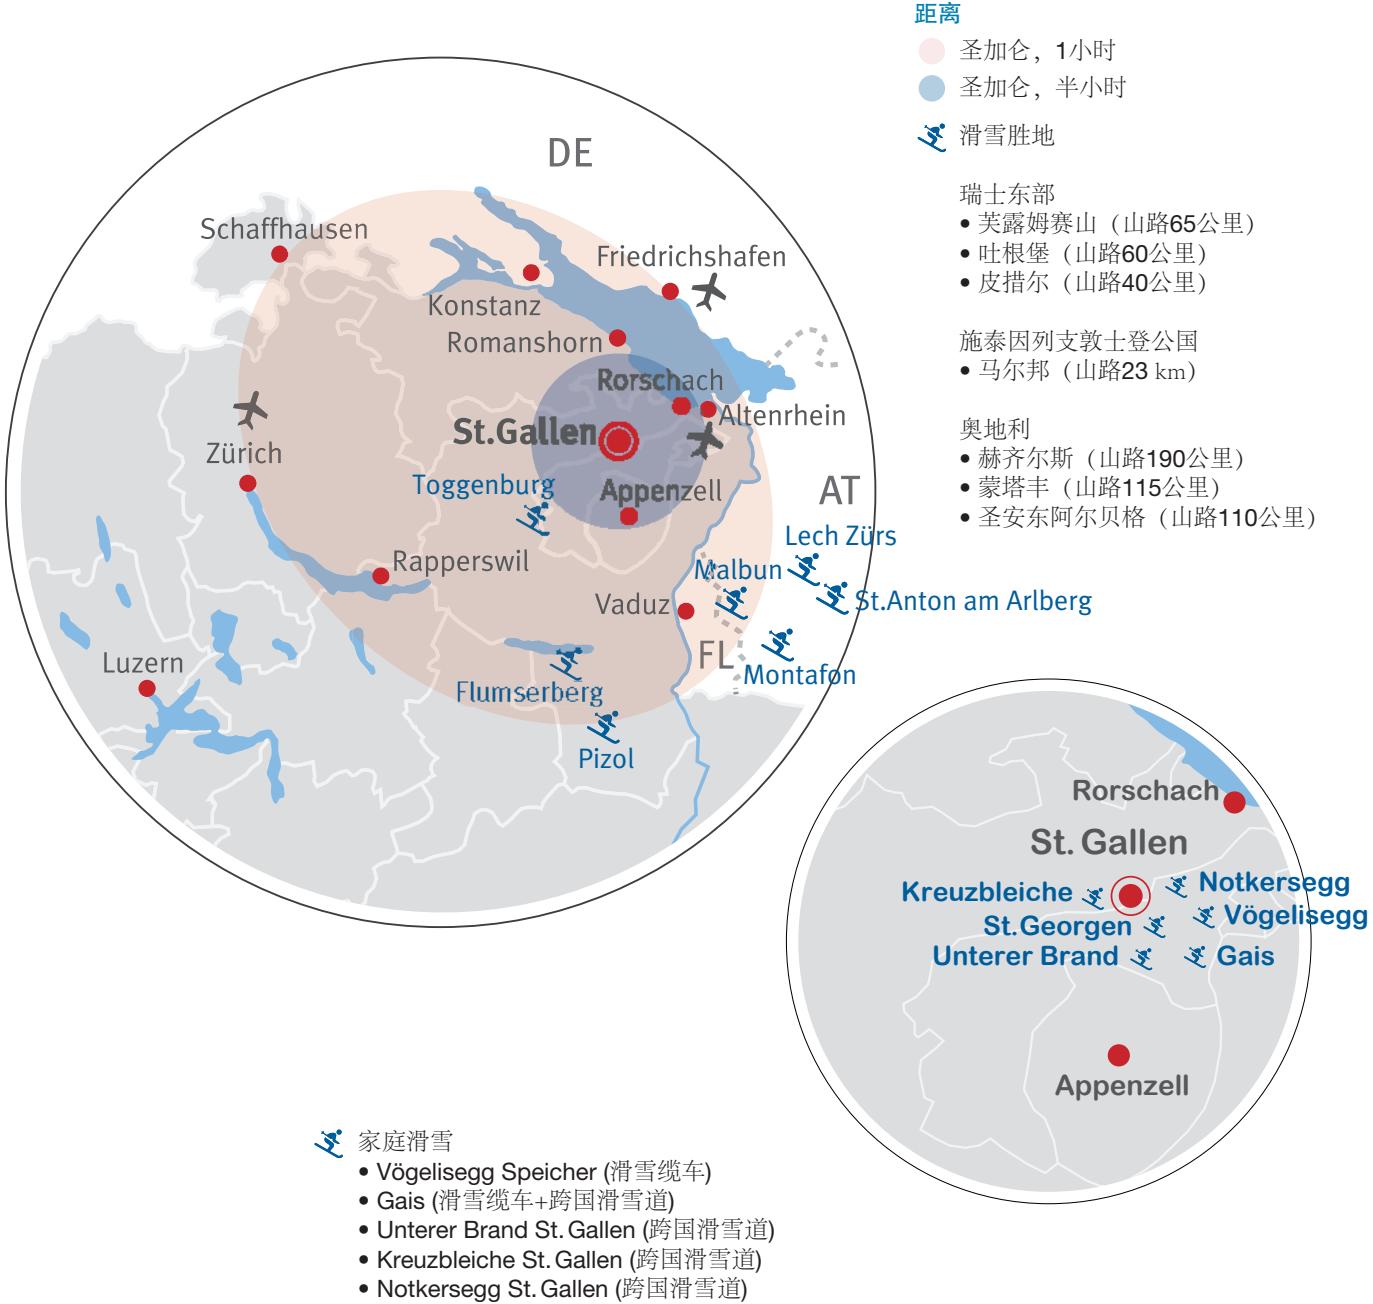 距离
圣加仑，1小时
圣加仑，半小时
滑雪胜地
瑞士东部
• 芙露姆赛山（山路65公里）
• 吐根堡（山路60公里）
• 皮措尔（山路40公里）
施泰因列支敦士登公国
• 马尔邦（山路23 km）
奥地利
• 赫齐尔斯（山路190公里）
• 蒙塔丰（山路115公里）
• 圣安东阿尔贝格（山路110公里）
DE
Schaffhausen
Friedrichshafen
Konstanz
Romanshorn
Rorschach
Altenrhein
St.Gallen
Zürich
Toggenburg
Appenzell
AT
Lech Zürs
Malbun
Rapperswil
St.Anton am Arlberg
Vaduz
FL
Luzern
Montafon
Flumserberg
Pizol
Rorschach
St. Gallen
Kreuzbleiche
Notkersegg
Vögelisegg
St.Georgen
Unterer Brand
Gais
Appenzell
家庭滑雪
• Vögelisegg Speicher (滑雪缆车)
• Gais (滑雪缆车+跨国滑雪道)
• Unterer Brand St. Gallen (跨国滑雪道)
• Kreuzbleiche St. Gallen (跨国滑雪道)
• Notkersegg St. Gallen (跨国滑雪道)